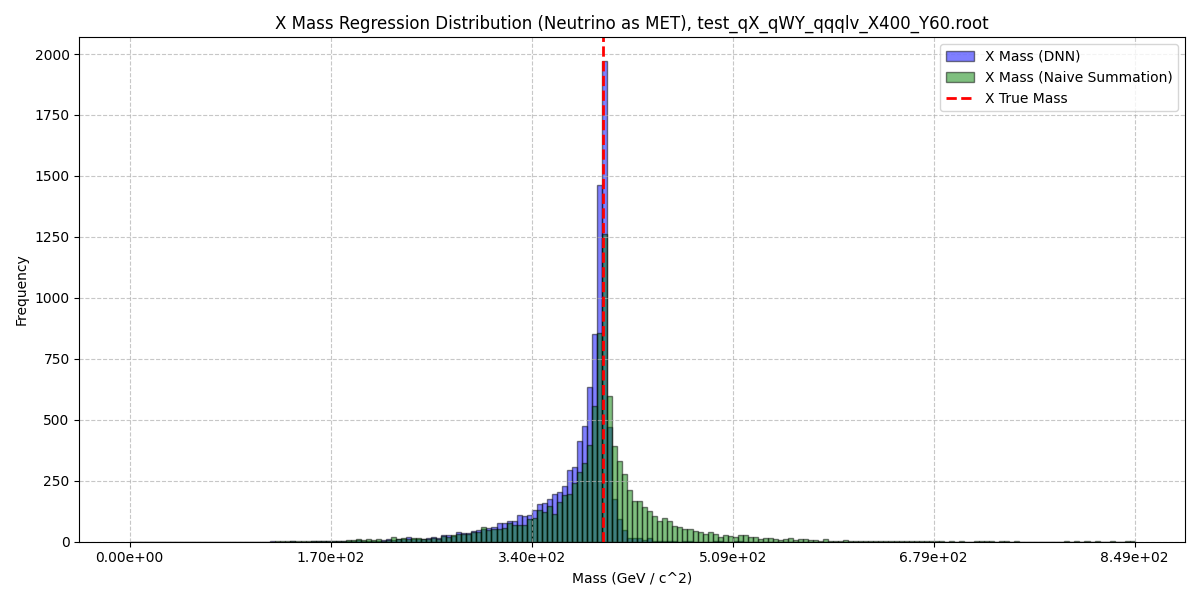 X Mass Regression Distribution (Neutrino as MET), test_qX_qWY_qqqlv_X400_Y60.root
X Mass (DNN)
X Mass (Naive Summation)
X True Mass
Frequency
2000
1750
1500
1250
1000
750
500
250
0
0.00e+00
1.70e+02
3.40e+02
5.09e+02
6.79e+02
8.49e+02
Mass (GeV / c^2)